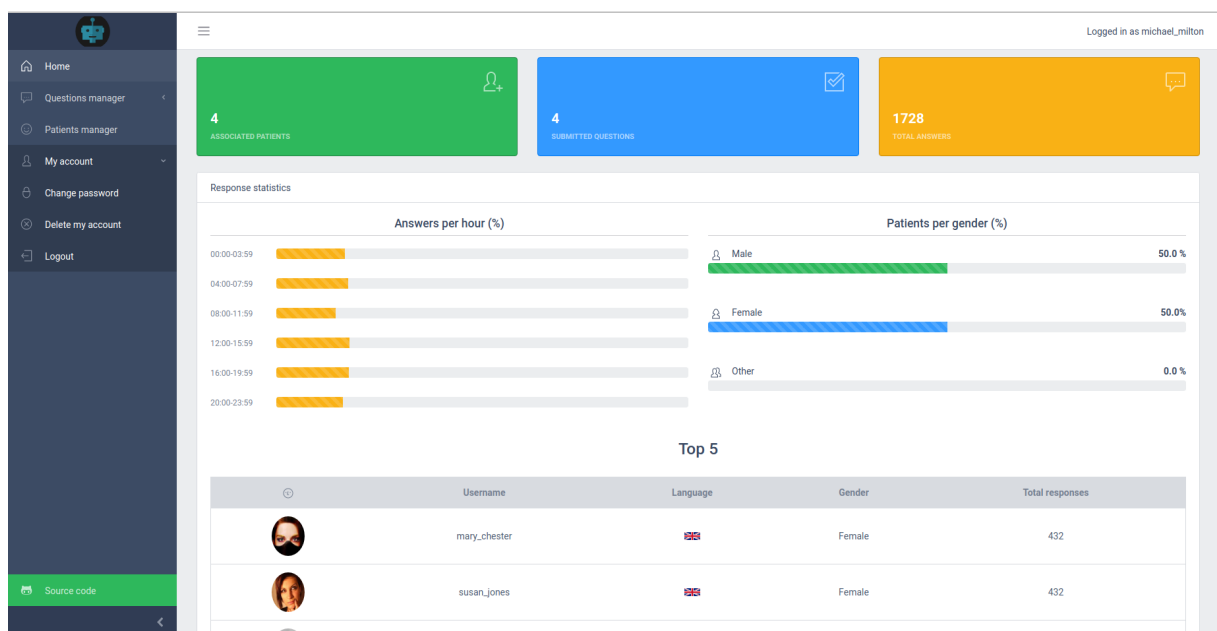 Logged in as michael_milton
Home
Questions manager
Patients manager
My account
Change password
Delete my account
Logout
Source code
4
ASSOCIATED PATIENTS
4
SUBMITTED QUESTIONS
1728
TOTAL ANSWERS
Response statistics
Answers per hour (%)
00:00-03:59
04:00-07:59
08:00-11:59
12:00-15:59
16:00-19:59
20:00-23:59
Patients per gender (%)
Male 50.0 %
Female 50.0%
Other 0.0 %
Top 5
Username Language Gender Total responses
mary_chester Female 432
susan_jones Female 432